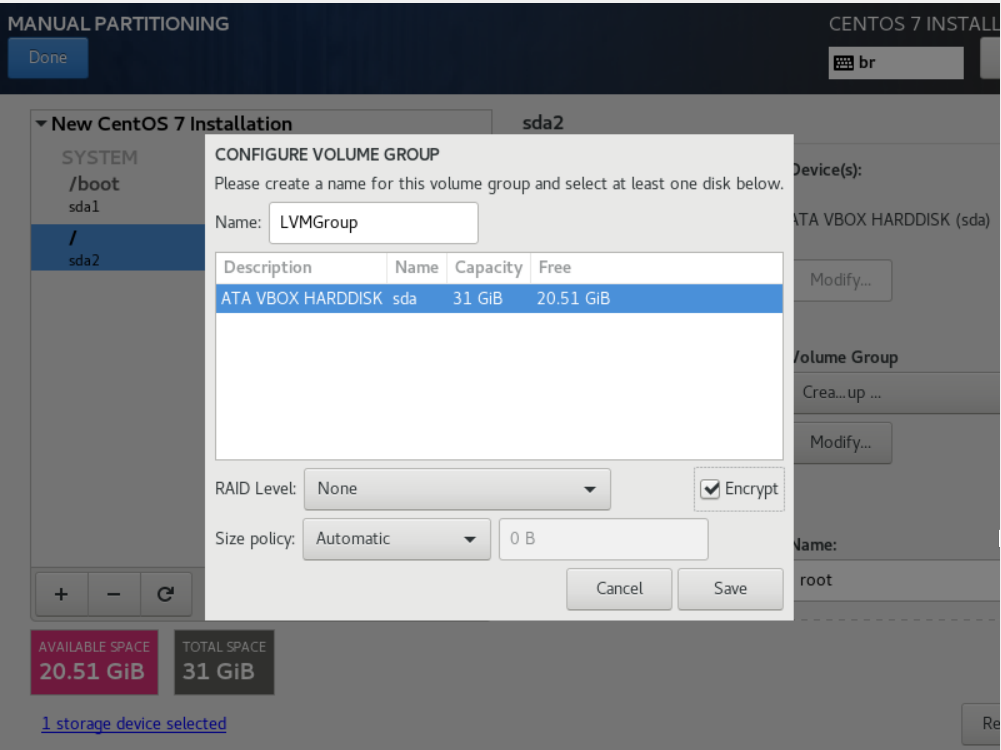 MANUAL PARTITIONING
CENTOS 7 INSTALL
Done
br
New CentOS 7 Installation
sda2
SYSTEM
/boot
sda1
/
sda2
CONFIGURE VOLUME GROUP
Please create a name for this volume group and select at least one disk below.
Name: LVMGroup
Description Name Capacity Free
ATA VBOX HARDDISK sda 31 GiB 20.51 GiB
RAID Level: None
Encrypt
Size policy: Automatic 0 B
Cancel Save
Device(s):
ATA VBOX HARDDISK (sda)
Modify...
Volume Group
Crea...up ...
Modify...
Name:
root
+ −
AVAILABLE SPACE
20.51 GiB
TOTAL SPACE
31 GiB
1 storage device selected
Re